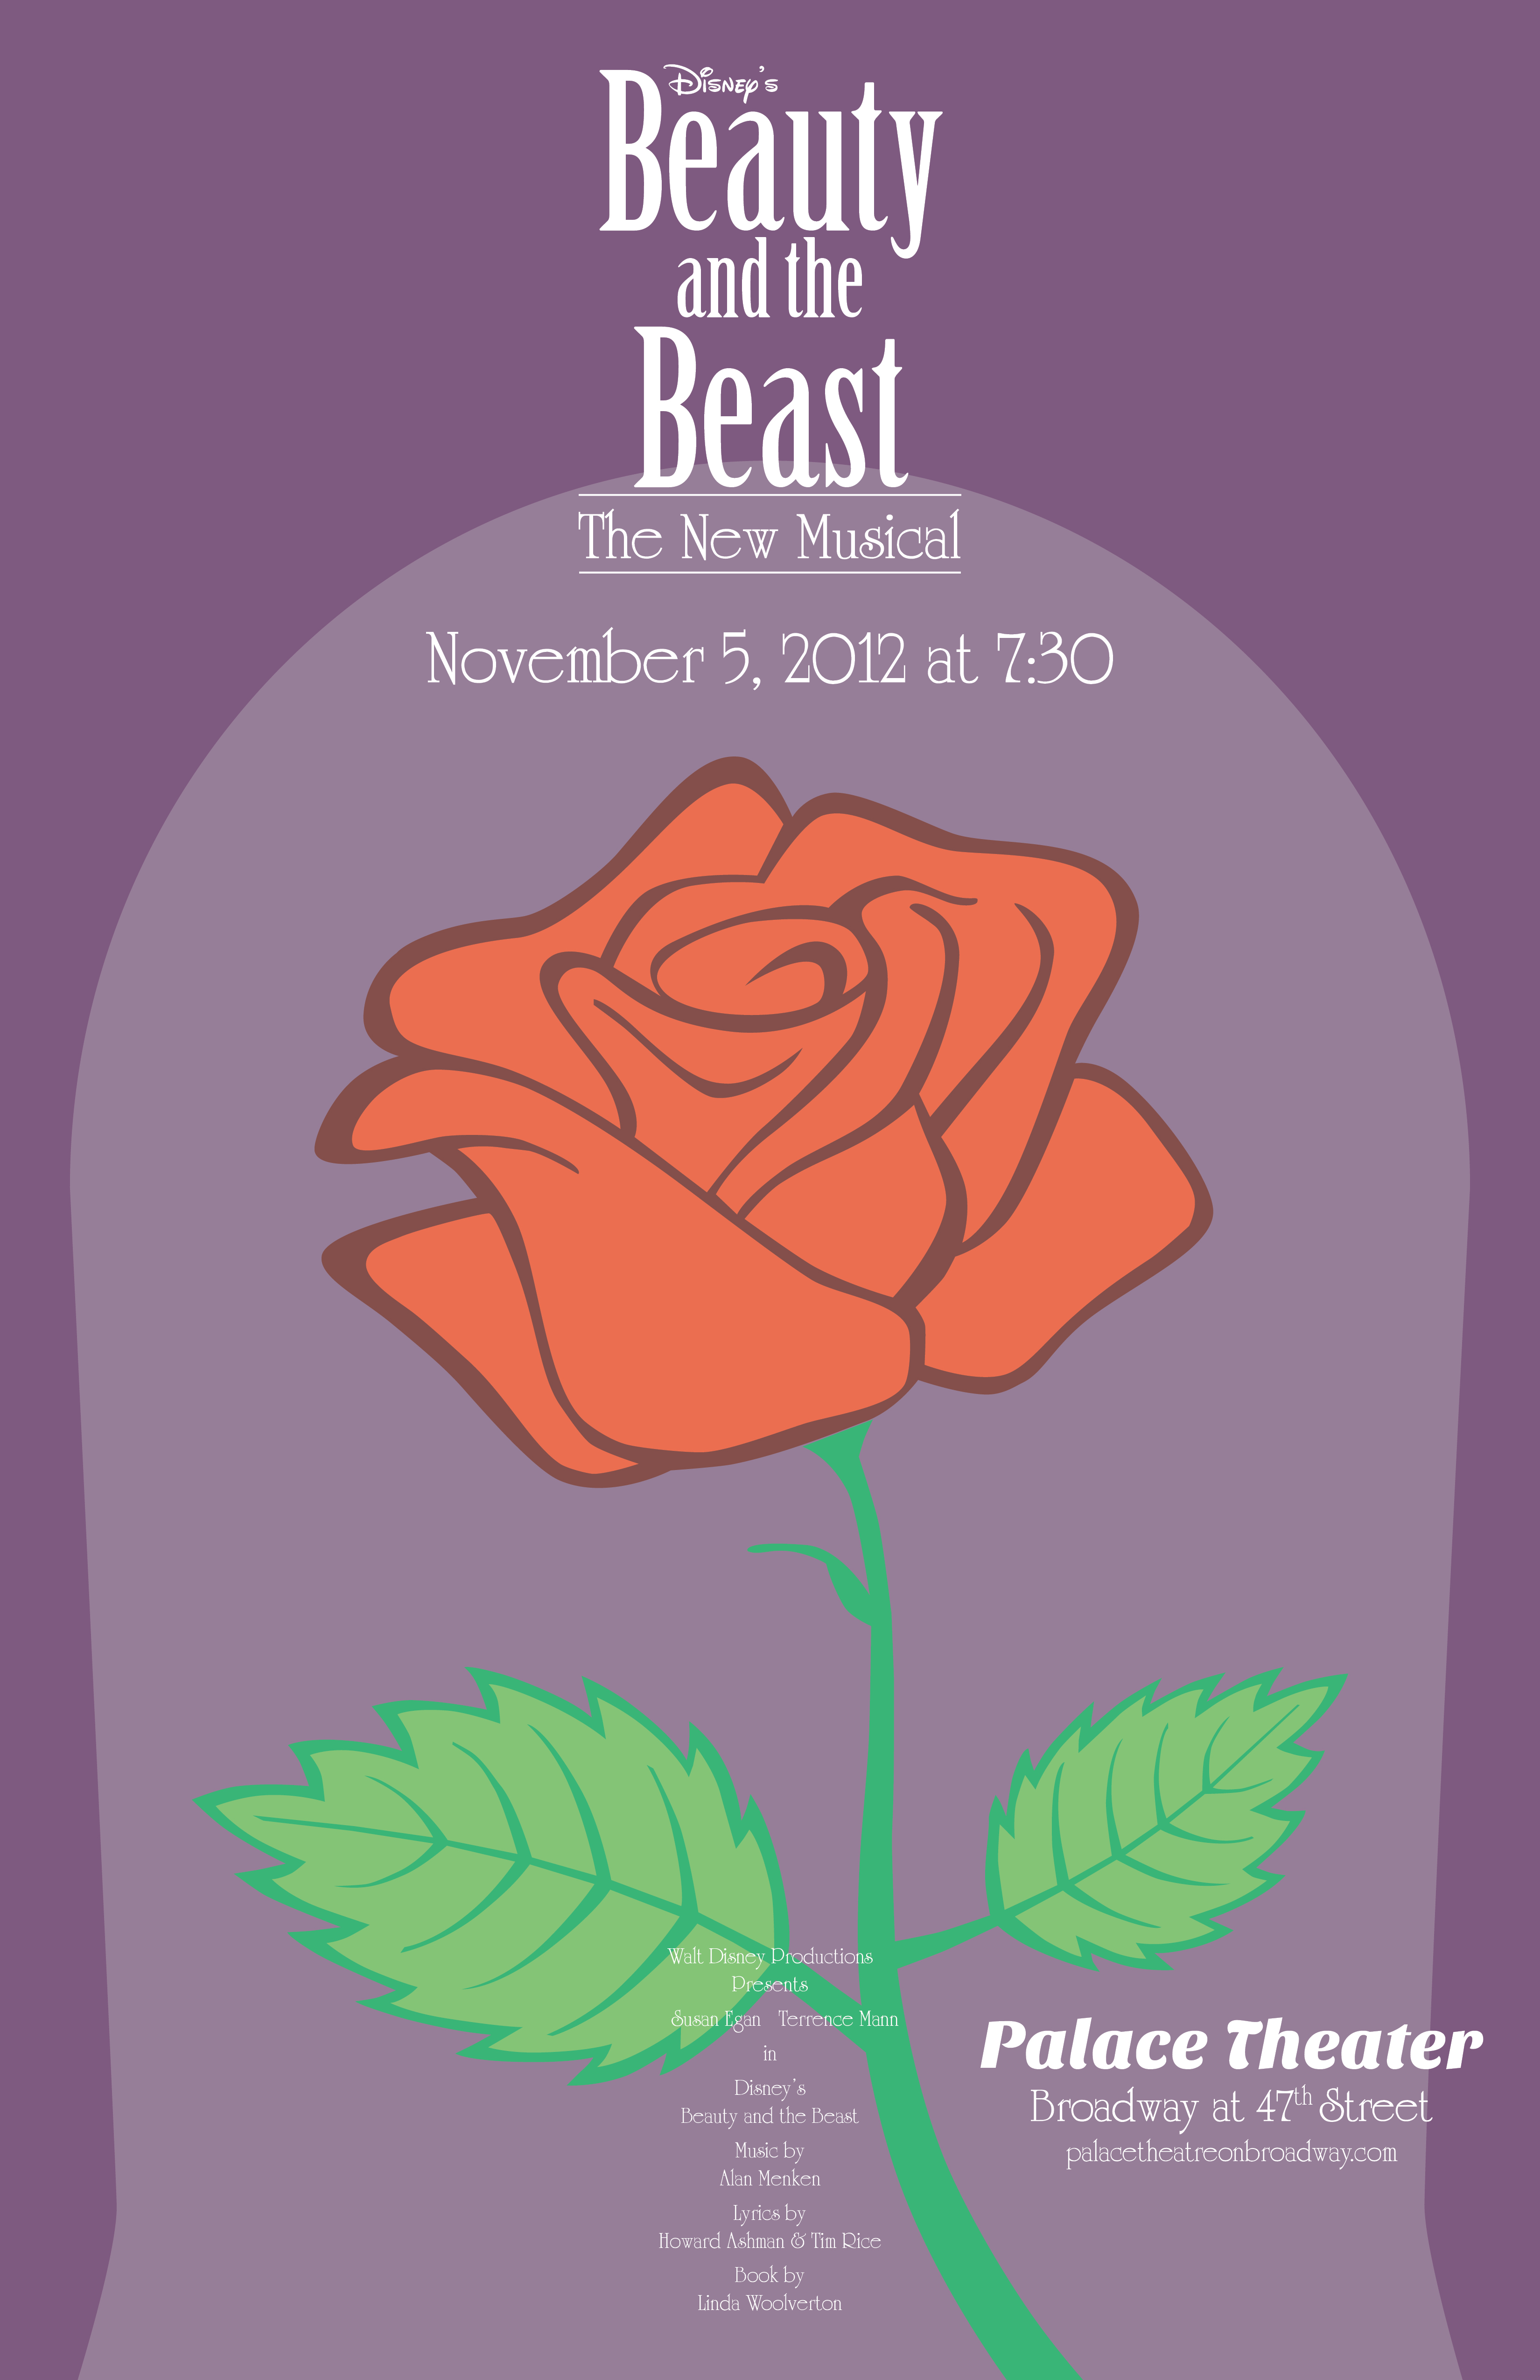 Disney's
Beauty
and the
Beast
The New Musical
November 5, 2012 at 7:30
Walt Disney Productions
Presents
Susan Egan Terrence Mann
in
Disney's
Beauty and the Beast
Music by
Alan Menken
Lyrics by
Howard Ashman & Tim Rice
Book by
Linda Woolverton
Palace Theater
Broadway at 47th Street
palacetheatreonbroadway.com